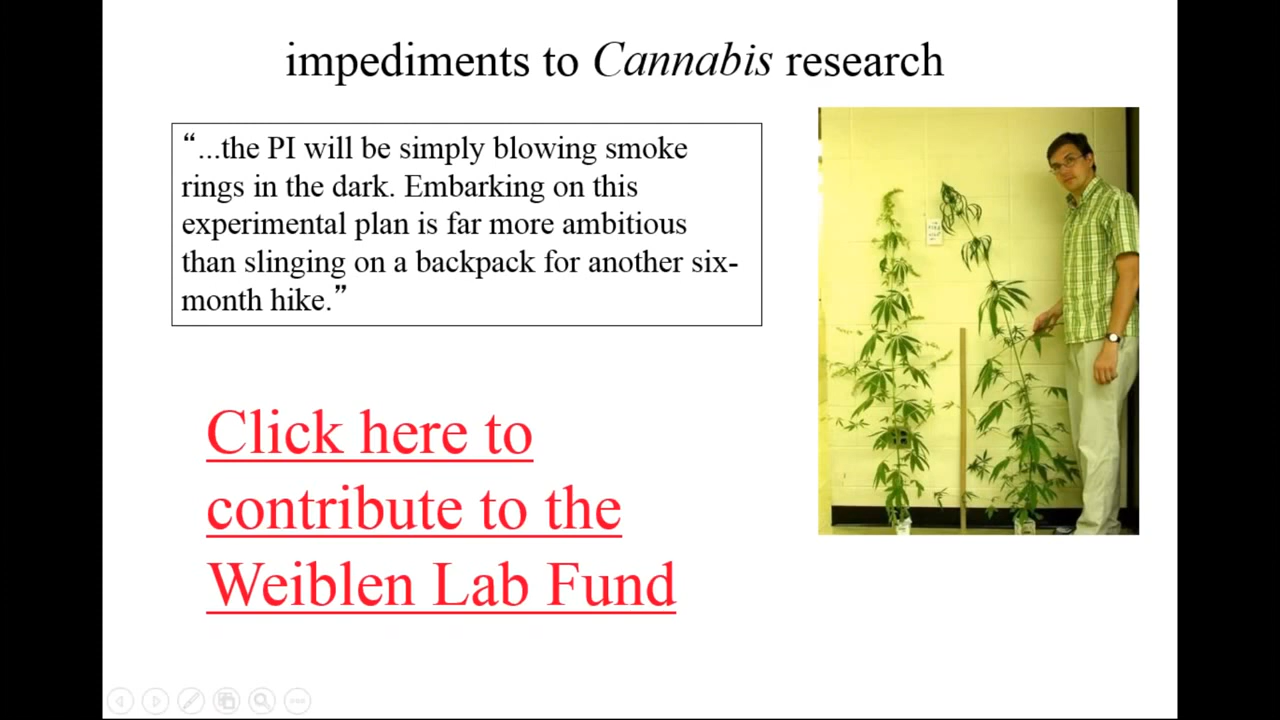 impediments to Cannabis research
“...the PI will be simply blowing smoke
rings in the dark. Embarking on this
experimental plan is far more ambitious
than slinging on a backpack for another six-
month hike.”
Click here to
contribute to the
Weiblen Lab Fund